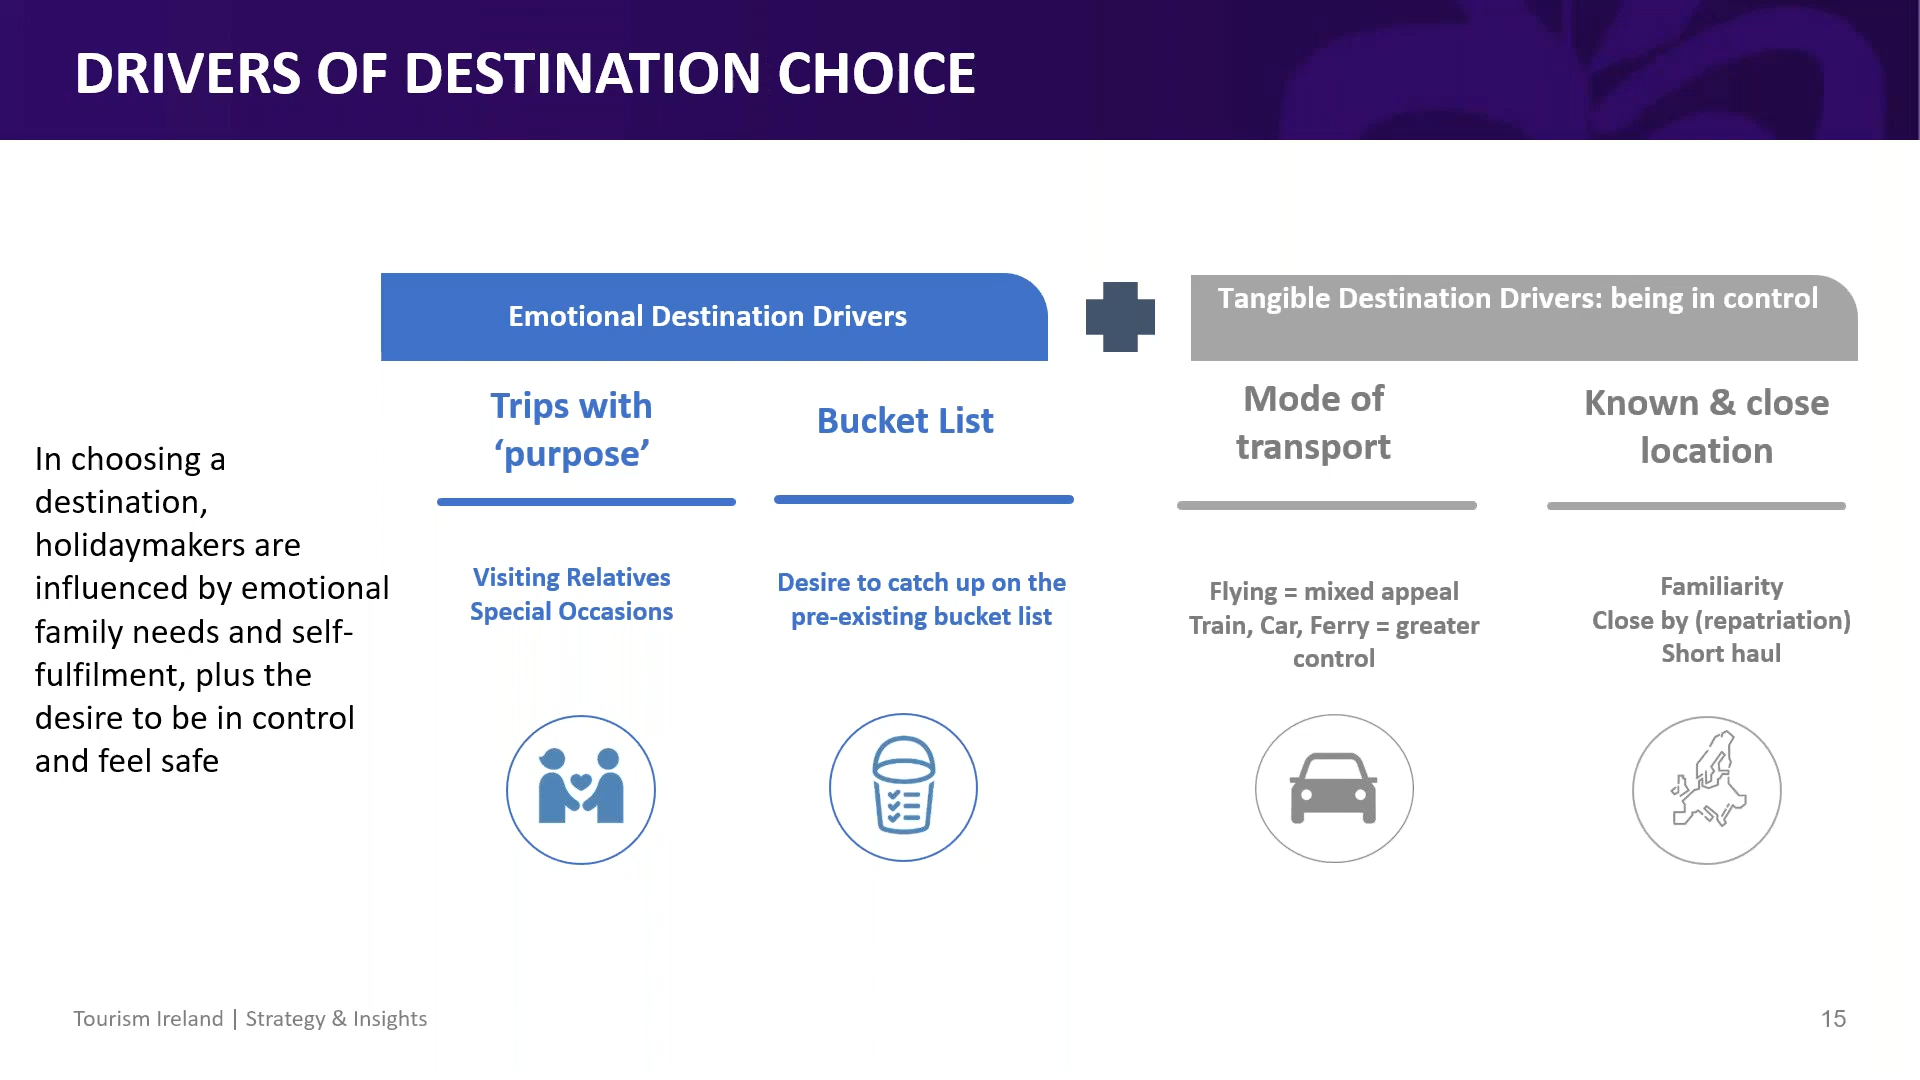 DRIVERS OF DESTINATION CHOICE
In choosing a
destination,
holidaymakers are
influenced by emotional
family needs and self-
fulfilment, plus the
desire to be in control
and feel safe
Emotional Destination Drivers
Trips with
‘purpose’
Visiting Relatives
Special Occasions
Bucket List
Desire to catch up on the
pre-existing bucket list
Tangible Destination Drivers: being in control
Mode of
transport
Flying = mixed appeal
Train, Car, Ferry = greater
control
Known & close
location
Familiarity
Close by (repatriation)
Short haul
Tourism Ireland | Strategy & Insights
15